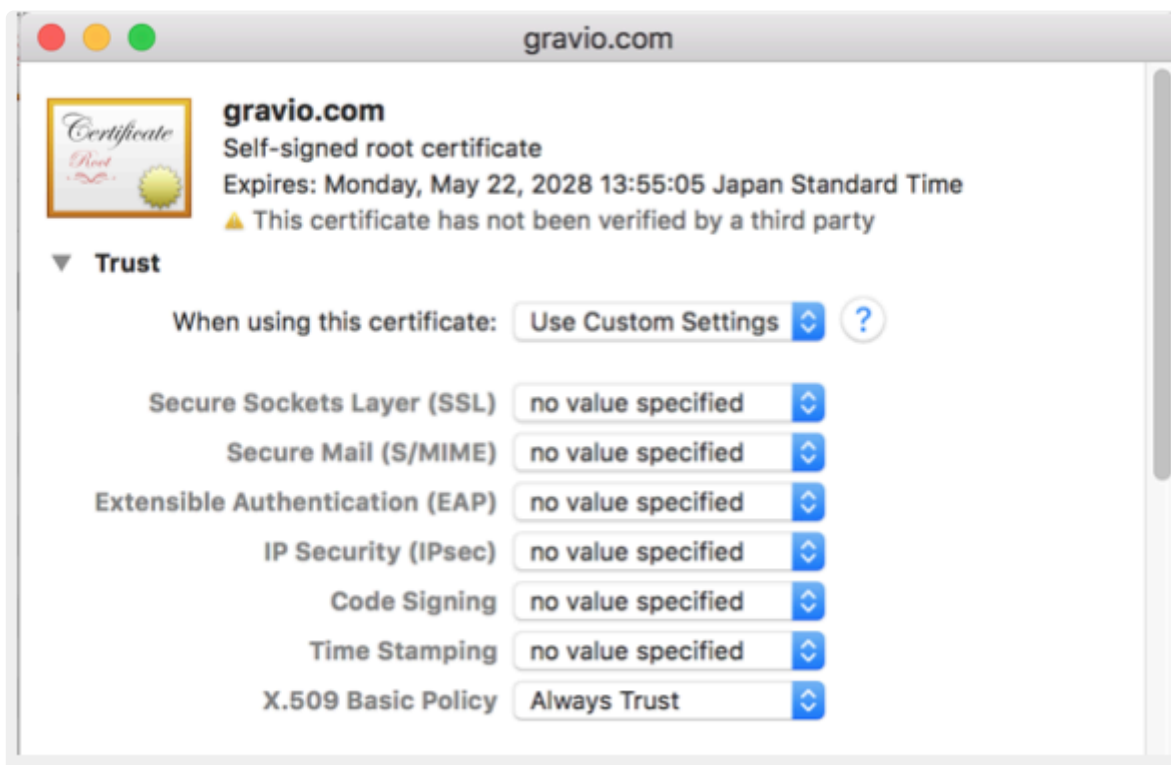 gravio.com
Certificate
Root
gravio.com
Self-signed root certificate
Expires: Monday, May 22, 2028 13:55:05 Japan Standard Time
This certificate has not been verified by a third party
Trust
When using this certificate: Use Custom Settings ?
Secure Sockets Layer (SSL) no value specified
Secure Mail (S/MIME) no value specified
Extensible Authentication (EAP) no value specified
IP Security (IPsec) no value specified
Code Signing no value specified
Time Stamping no value specified
X.509 Basic Policy Always Trust